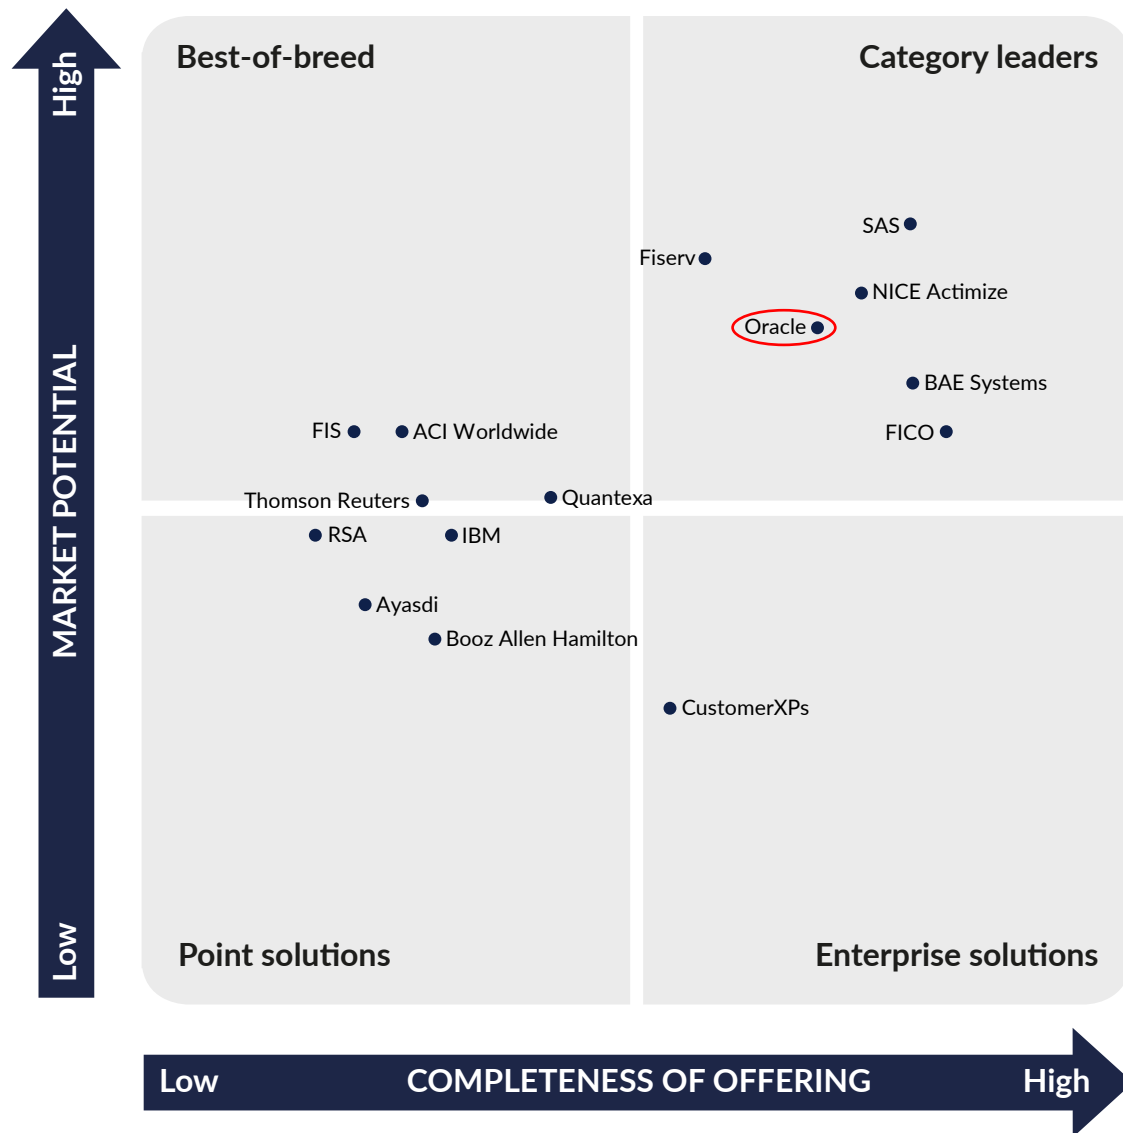 High
Best-of-breed
Category leaders
SAS
Fiserv
NICE Actimize
Oracle
BAE Systems
FIS
ACI Worldwide
FICO
MARKET POTENTIAL
Thomson Reuters
Quantexa
RSA
IBM
Ayasdi
Booz Allen Hamilton
CustomerXPs
Low
Point solutions
Enterprise solutions
Low
COMPLETENESS OF OFFERING
High